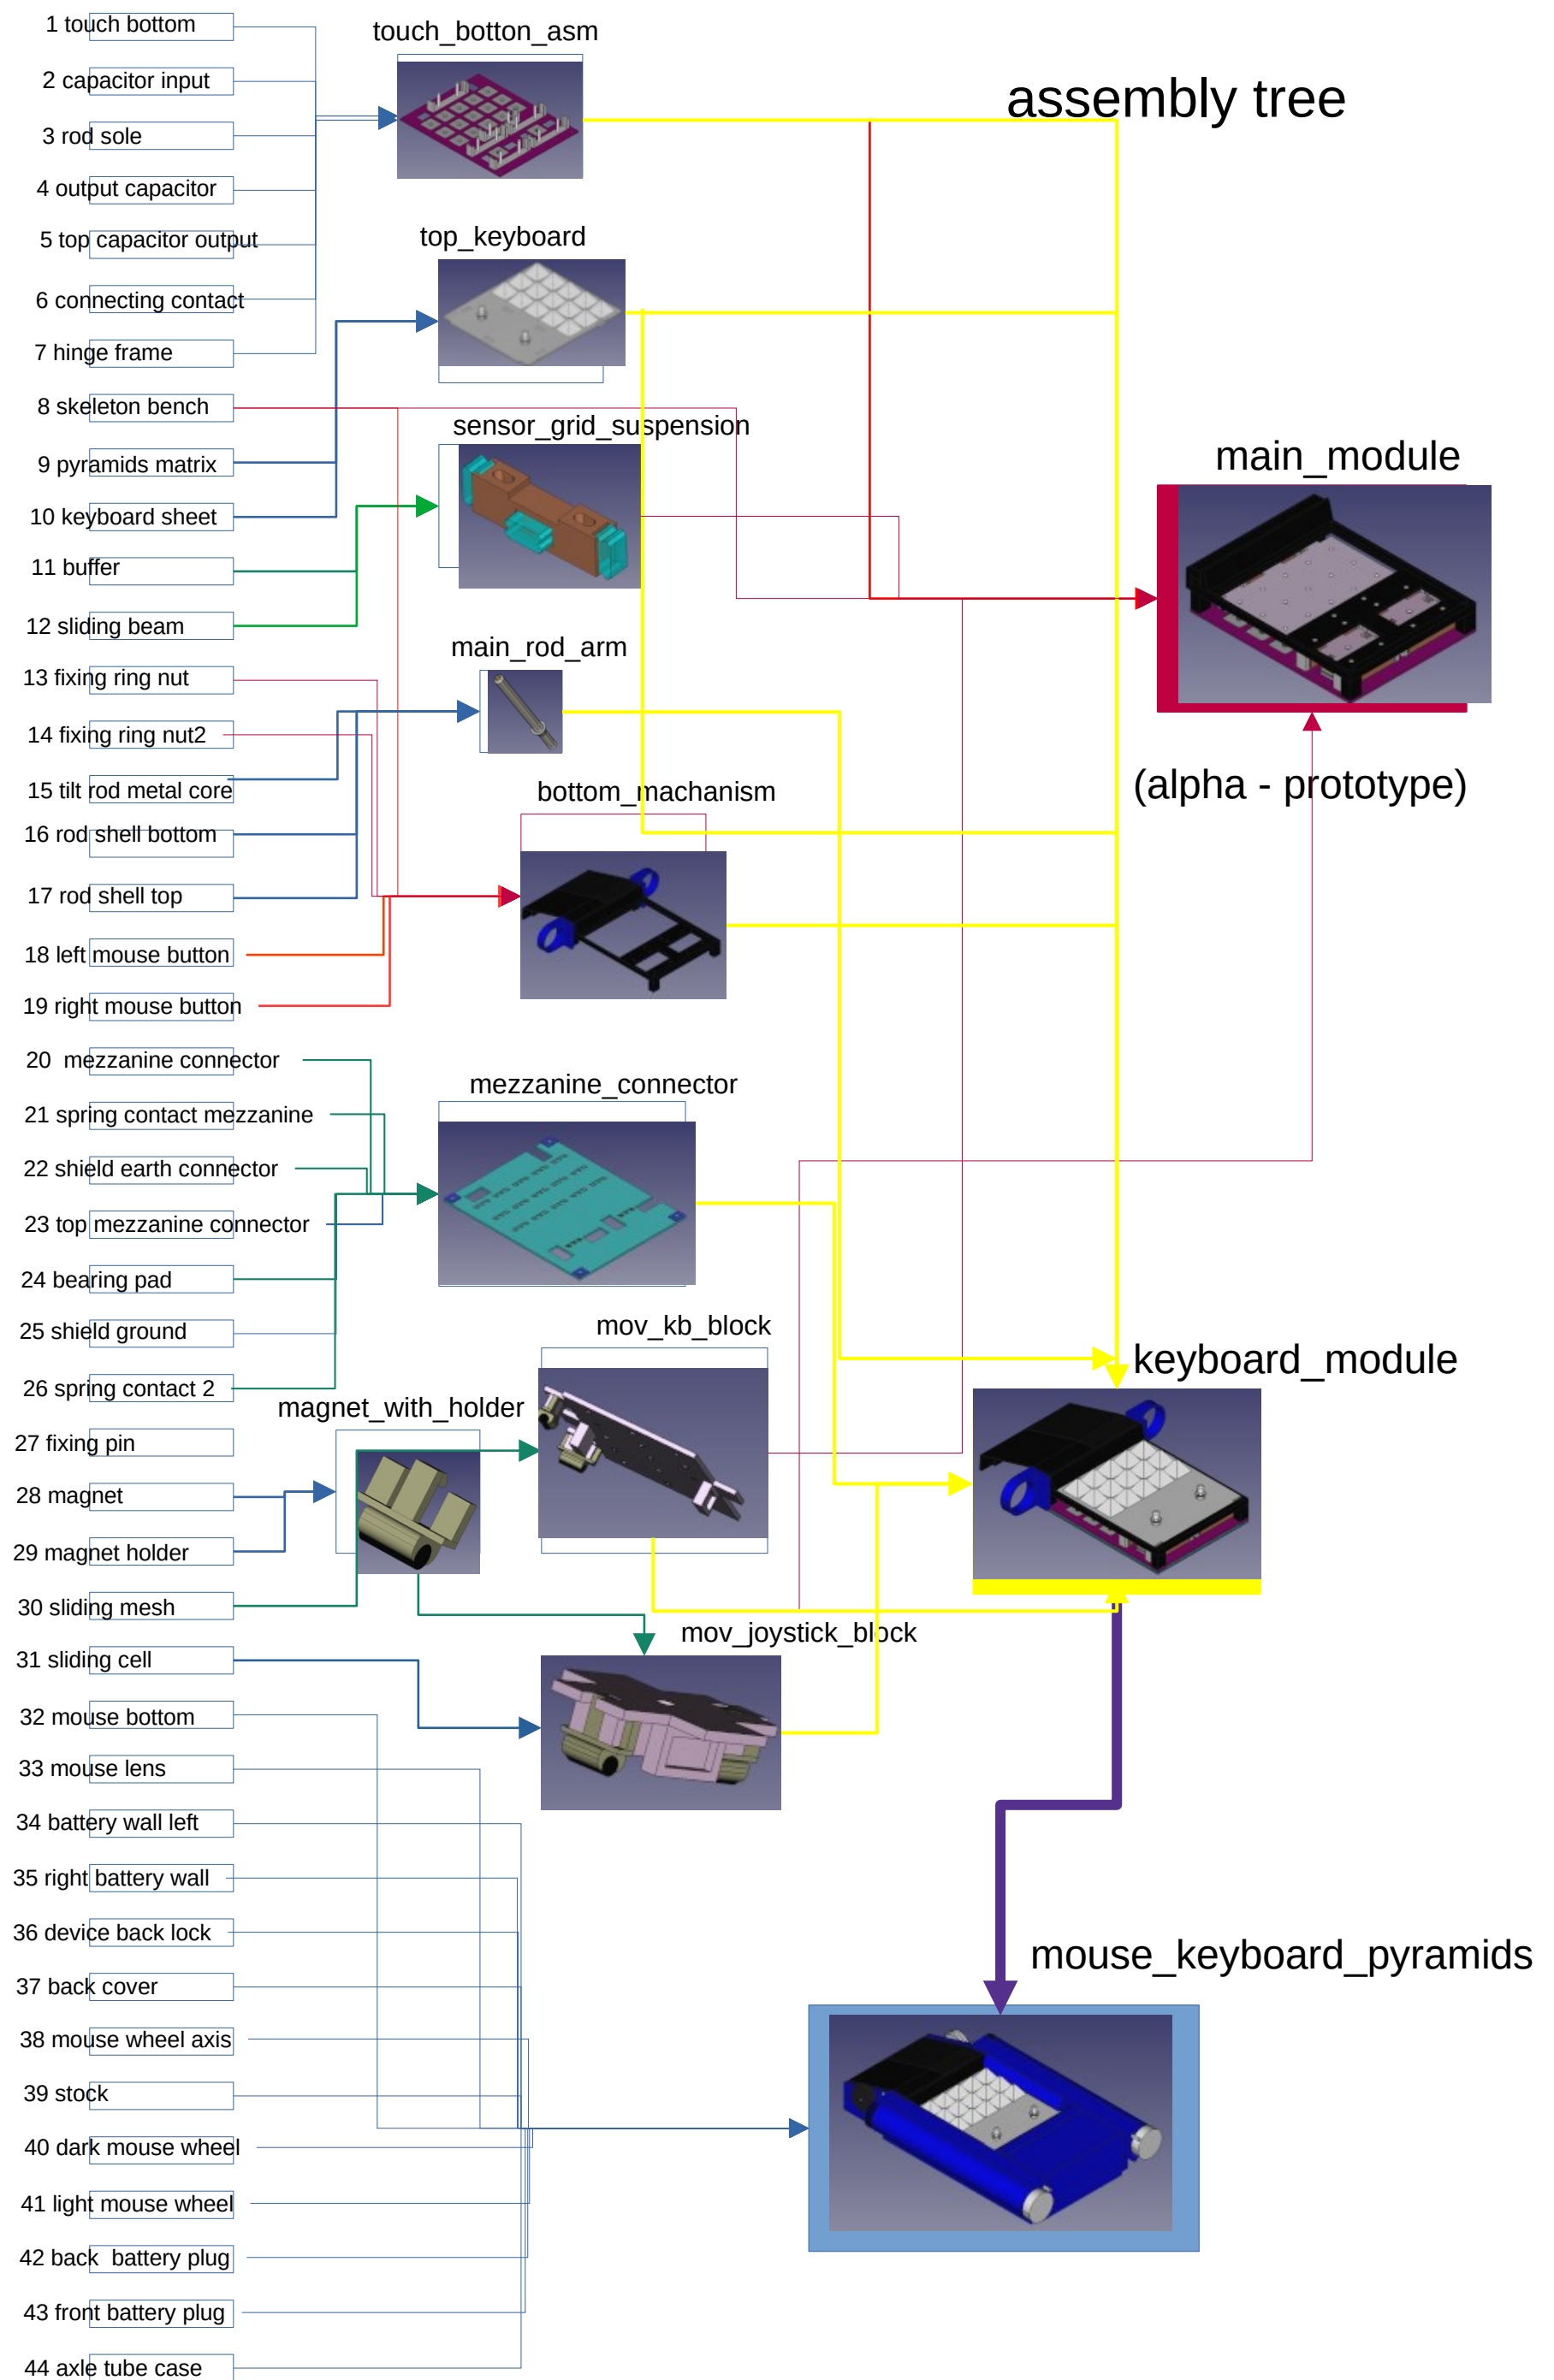 1 touch bottom
touch_botton_asm
2 capacitor input
assembly tree
3 rod sole
4 output capacitor
5 top capacitor output
top_keyboard
6 connecting contact
7 hinge frame
8 skeleton bench
sensor_grid_suspension
9 pyramids matrix
main_module
10 keyboard sheet
11 buffer
12 sliding beam
main_rod_arm
13 fixing ring nut
14 fixing ring nut2
15 tilt rod metal core
bottom_machanism
(alpha - prototype)
16 rod shell bottom
17 rod shell top
18 left mouse button
19 right mouse button
20  mezzanine connector
mezzanine_connector
21 spring contact mezzanine
22 shield earth connector
23 top mezzanine connector
24 bearing pad
25 shield ground
mov_kb_block
keyboard_module
26 spring contact 2
magnet_with_holder
27 fixing pin
28 magnet
29 magnet holder
30 sliding mesh
mov_joystick_block
31 sliding cell
32 mouse bottom
33 mouse lens
34 battery wall left
35 right battery wall
36 device back lock
mouse_keyboard_pyramids
37 back cover
38 mouse wheel axis
39 stock
40 dark mouse wheel
41 light mouse wheel
42 back  battery plug
43 front battery plug
44 axle tube case